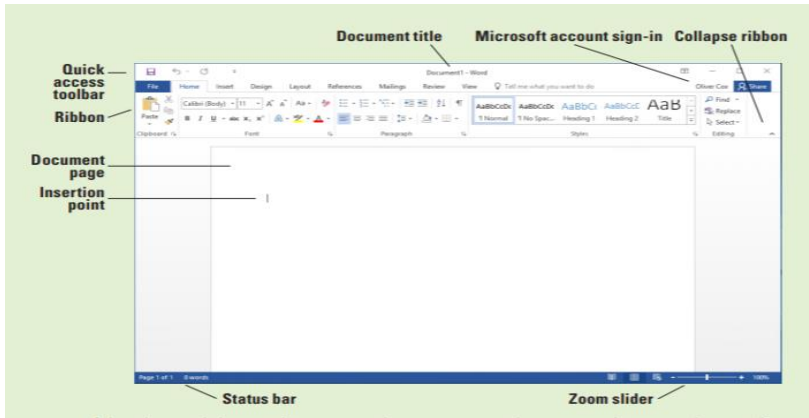 Document title Microsoft account sign-in Collapse ribbon
Quick
access
toolbar
Ribbon
Document
page
Insertion
point
Document1 - Word
File Home Insert Design Layout References Mailings Review View Tell me what you want to do Oliver Cox Share
Paste Calibri (Body) 11 Aa
AaBbCcDc AaBbCcDc AaBbCc AaBbCcC AaB
Find
Replace
Select
B I U abc
¶ Normal ¶ No Spac... Heading 1 Heading 2 Title
Clipboard Font Paragraph Styles Editing
Page 1 of 1 0 words 100%
Status bar Zoom slider